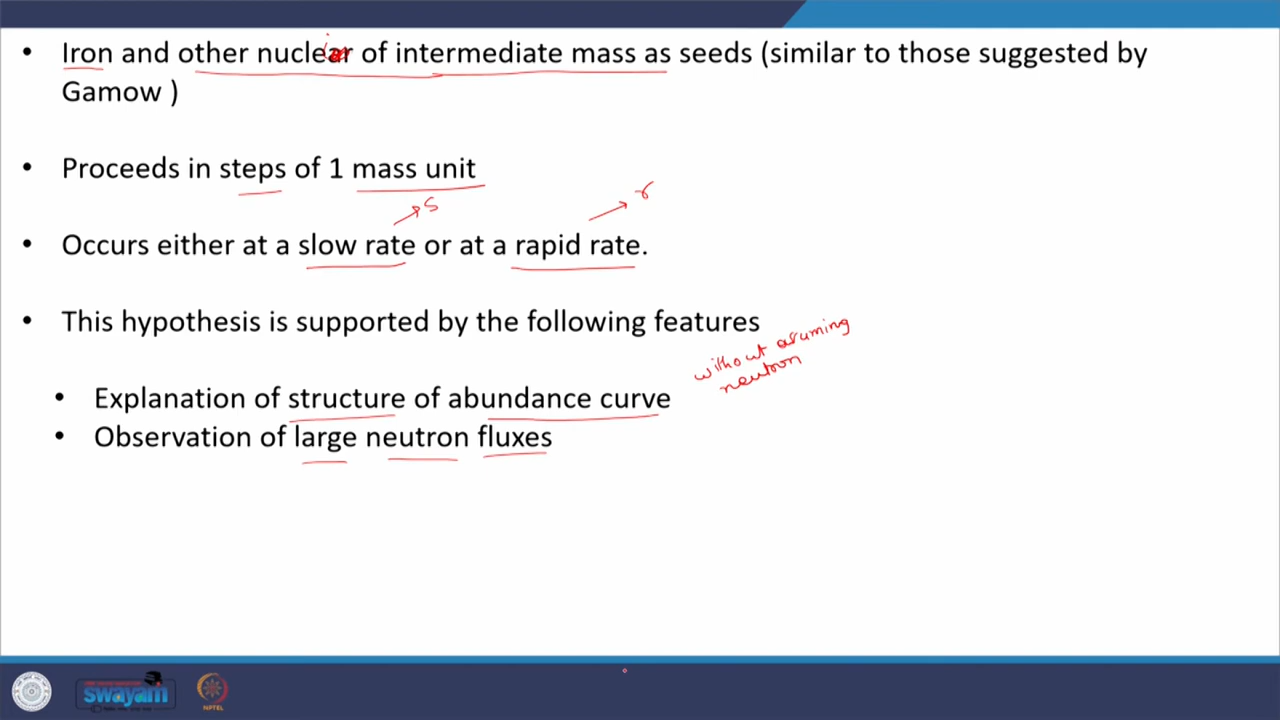 • Iron and other nuclear of intermediate mass as seeds (similar to those suggested by
Gamow )
• Proceeds in steps of 1 mass unit
s
r
• Occurs either at a slow rate or at a rapid rate.
• This hypothesis is supported by the following features
without asuming
neutron
• Explanation of structure of abundance curve
• Observation of large neutron fluxes
swayam
NPTEL